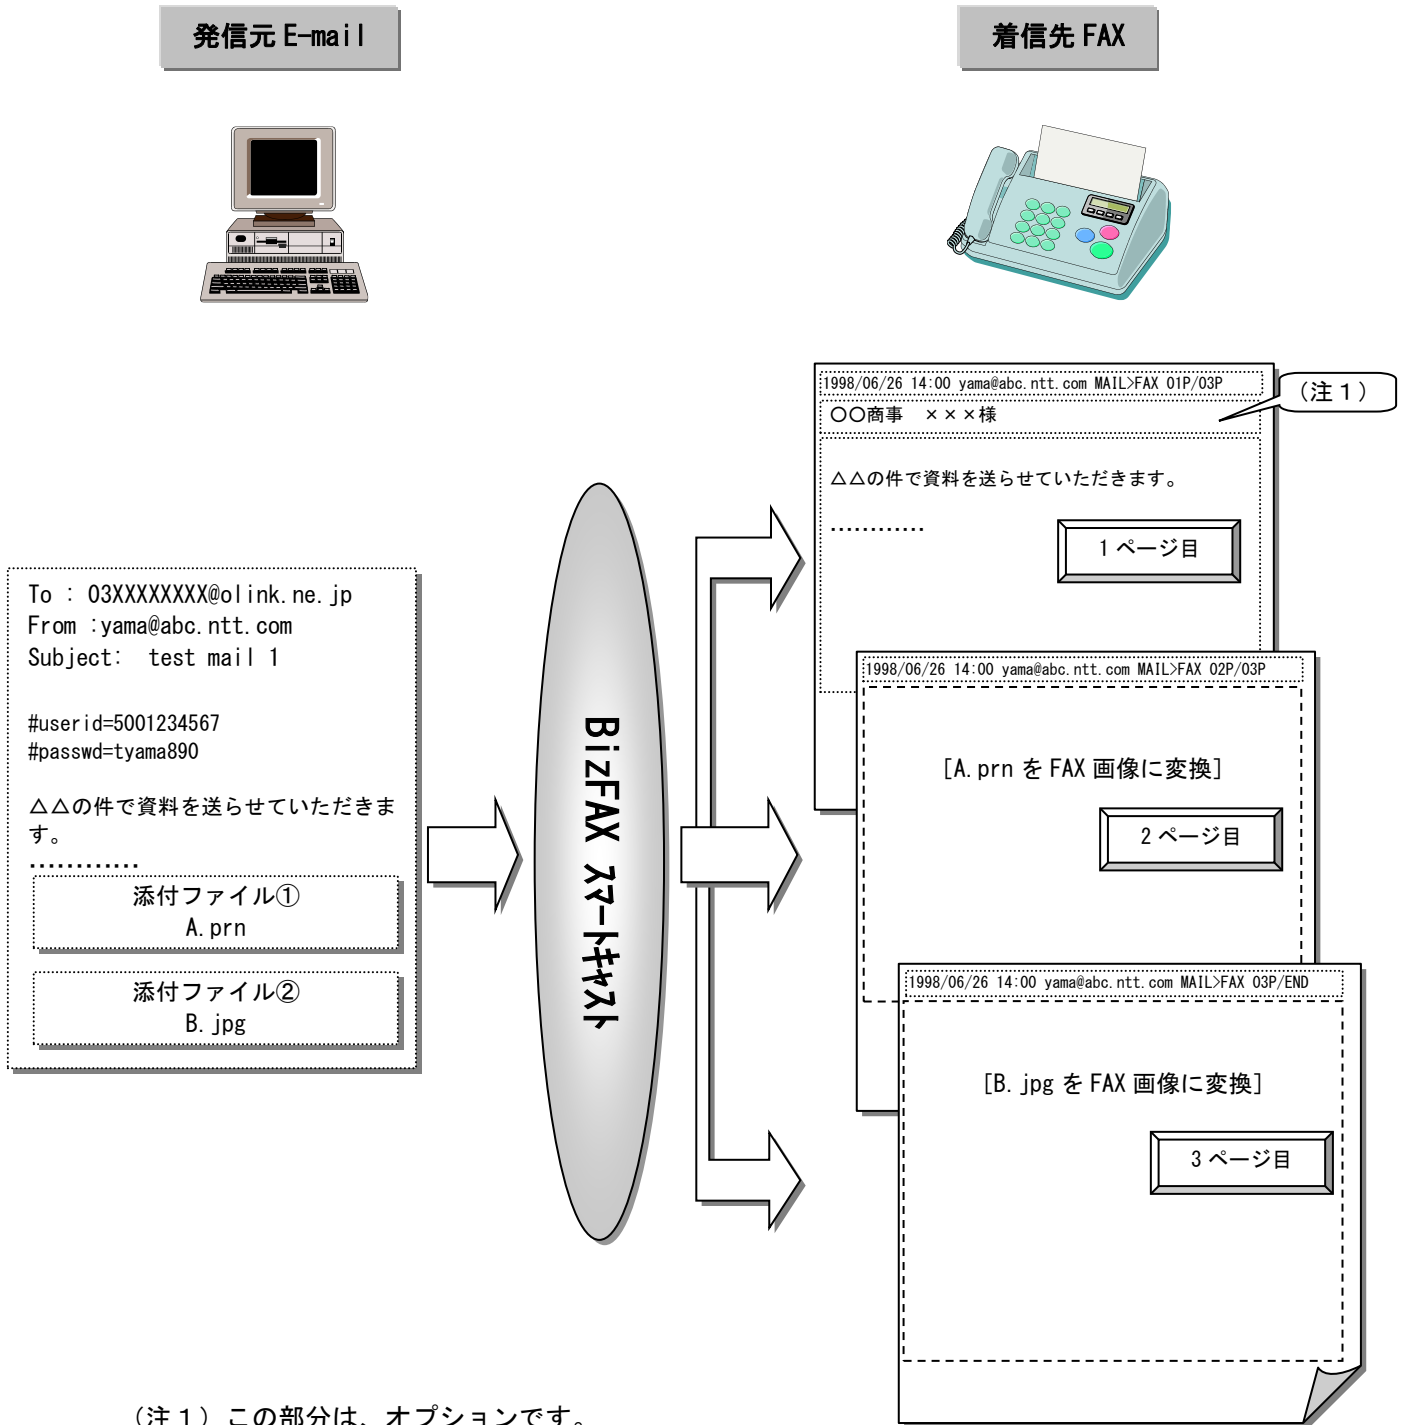 発信元 E-mail
着信先 FAX
To : 03XXXXXXXX@olink.ne.jp
From :yama@abc.ntt.com
Subject: test mail 1
#userid=5001234567
#passwd=tyama890
△△の件で資料を送らせていただきま
す。
............
添付ファイル①
A.prn
添付ファイル②
B.jpg
BizFAX スマートキャスト
1998/06/26 14:00 yama@abc.ntt.com MAIL>FAX 01P/03P
(注1)
〇〇商事 ×××様
△△の件で資料を送らせていただきます。
............
1 ページ目
1998/06/26 14:00 yama@abc.ntt.com MAIL>FAX 02P/03P
[A.prn を FAX 画像に変換]
2 ページ目
1998/06/26 14:00 yama@abc.ntt.com MAIL>FAX 03P/END
[B.jpg を FAX 画像に変換]
3 ページ目
(注1)この部分は、オプションです。